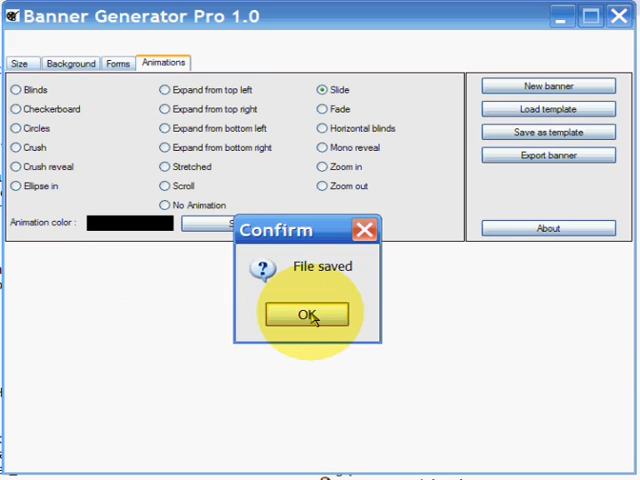 Banner Generator Pro 1.0
Size Background Forms Animations
Blinds Expand from top left Slide New banner
Checkerboard Expand from top right Fade Load template
Circles Expand from bottom left Horizontal blinds Save as template
Crush Expand from bottom right Mono reveal Export banner
Crush reveal Stretched Zoom in
Ellipse in Scroll Zoom out
No Animation
Animation color : About
Confirm
File saved
OK